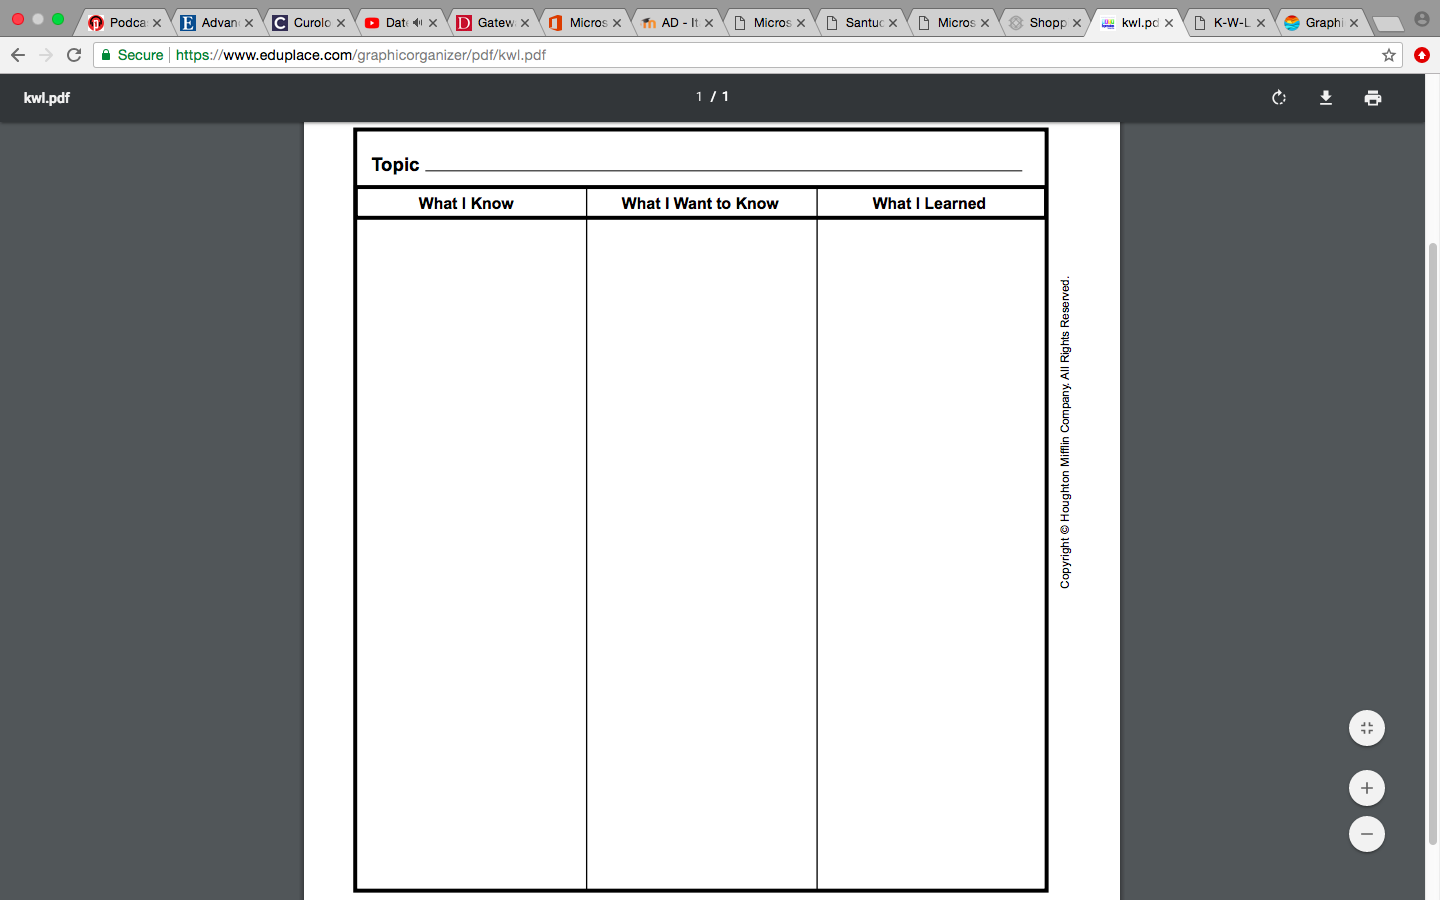 Podca
Advan
Curolo
Date
Gatew
Micros
AD - It
Micros
Santuc
Micros
Shopp
kwl.pd
K-W-L
Graphi
Secure https://www.eduplace.com/graphicorganizer/pdf/kwl.pdf
kwl.pdf
1 / 1
Topic
What I Know
What I Want to Know
What I Learned
Copyright © Houghton Mifflin Company. All Rights Reserved.